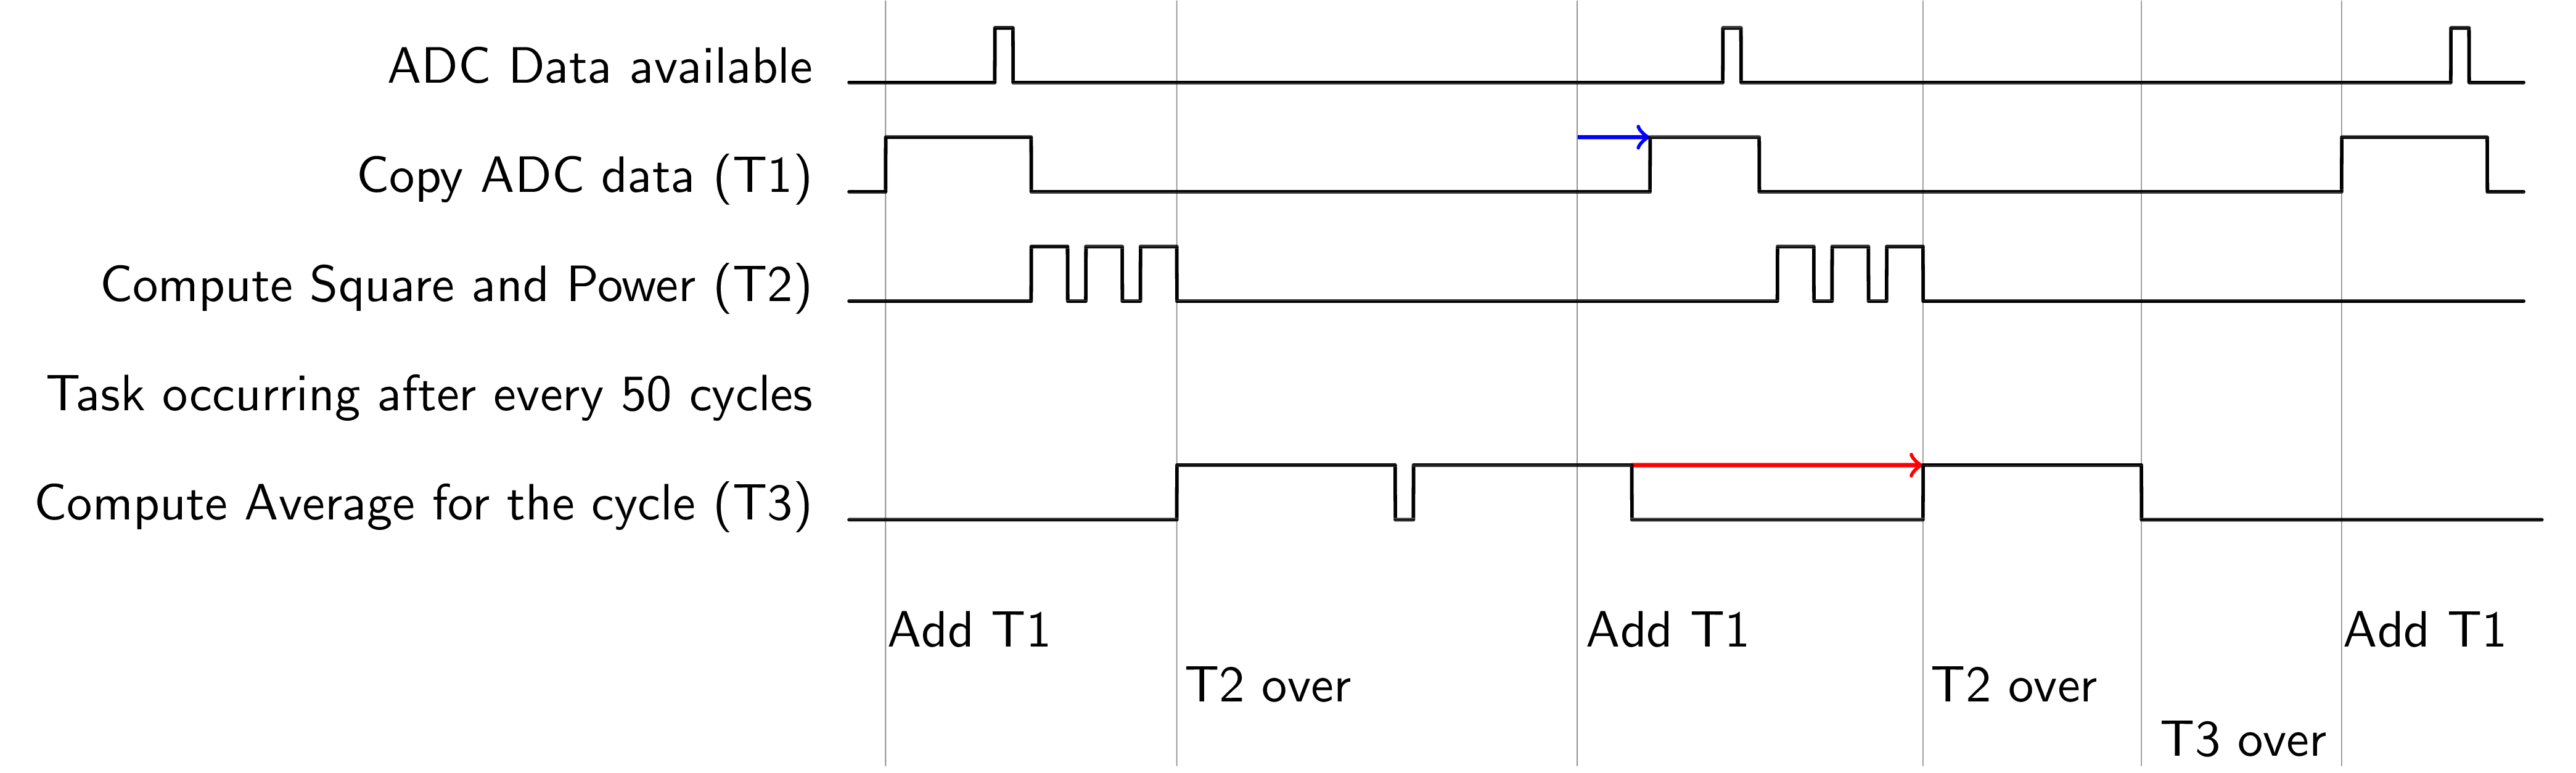 ADC Data available
Copy ADC data (T1)
Compute Square and Power (T2)
Task occurring after every 50 cycles
Compute Average for the cycle (T3)
Add T1
Add T1
Add T1
T2 over
T2 over
T3 over